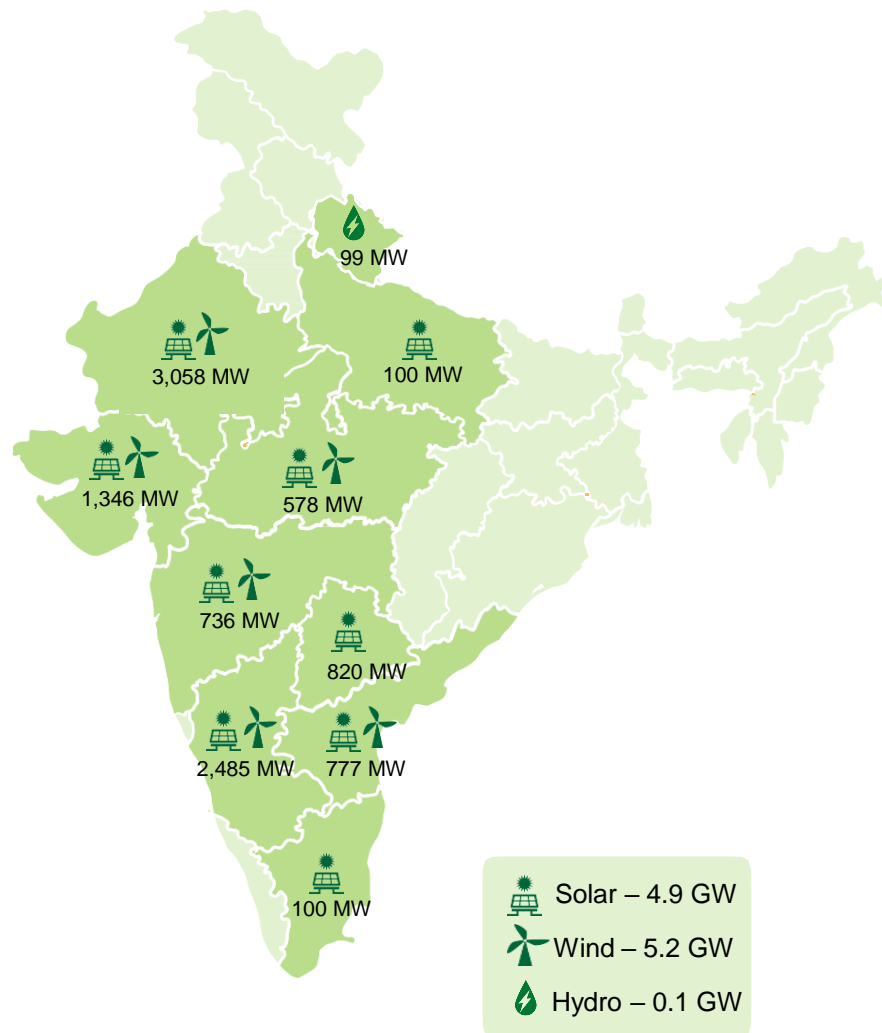 99 MW
3,058 MW
100 MW
1,346 MW
578 MW
736 MW
820 MW
2,485 MW
777 MW
100 MW
Solar – 4.9 GW
Wind – 5.2 GW
Hydro – 0.1 GW